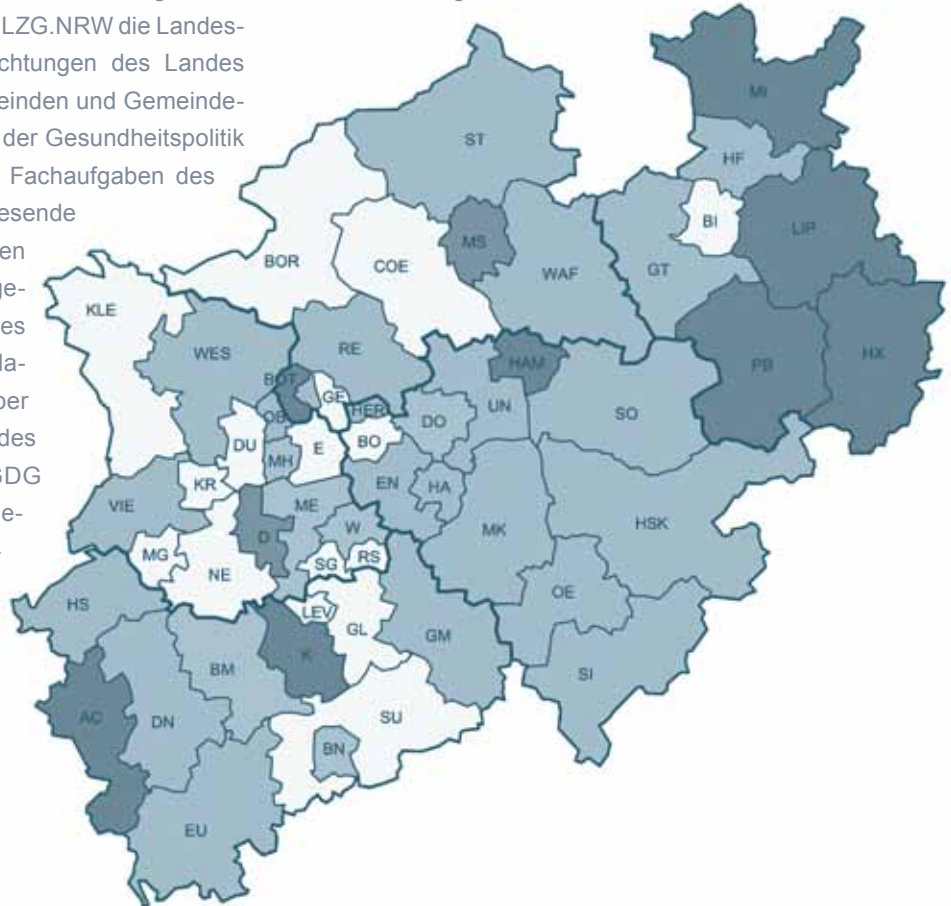 LZG.NRW die Landes-
chtungen des Landes
einden und Gemeinde-
der Gesundheitspolitik
Fachaufgaben des
esende
en
ge-
es
la-
ber
des
GDG
e-
MI
ST
HF
LIP
BI
MS
BOR
COE
WAF
GT
KLE
HX
PB
WES
RE
HAM
BOT
GE
UN
SO
OB
HER
DO
DU
E
BO
MH
KR
EN
HA
VIE
ME
HSK
MK
D
W
MG
NE
SG
RS
OE
HS
LEV
GL
GM
K
BM
SI
AC
DN
SU
BN
EU